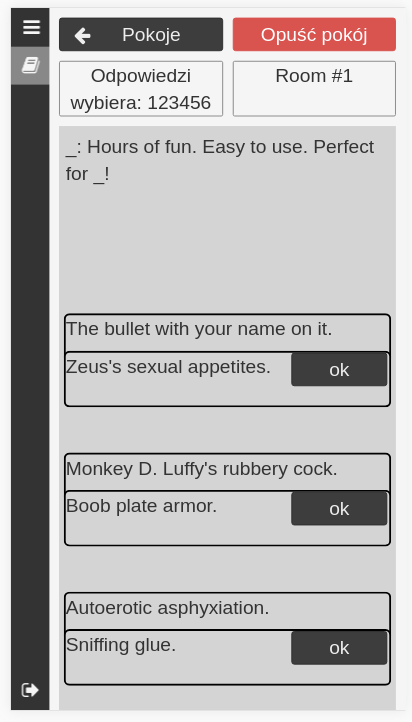 Pokoje
Opuść pokój
Odpowiedzi
wybiera: 123456
Room #1
_: Hours of fun. Easy to use. Perfect
for _!
The bullet with your name on it.
Zeus's sexual appetites.
ok
Monkey D. Luffy's rubbery cock.
Boob plate armor.
ok
Autoerotic asphyxiation.
Sniffing glue.
ok